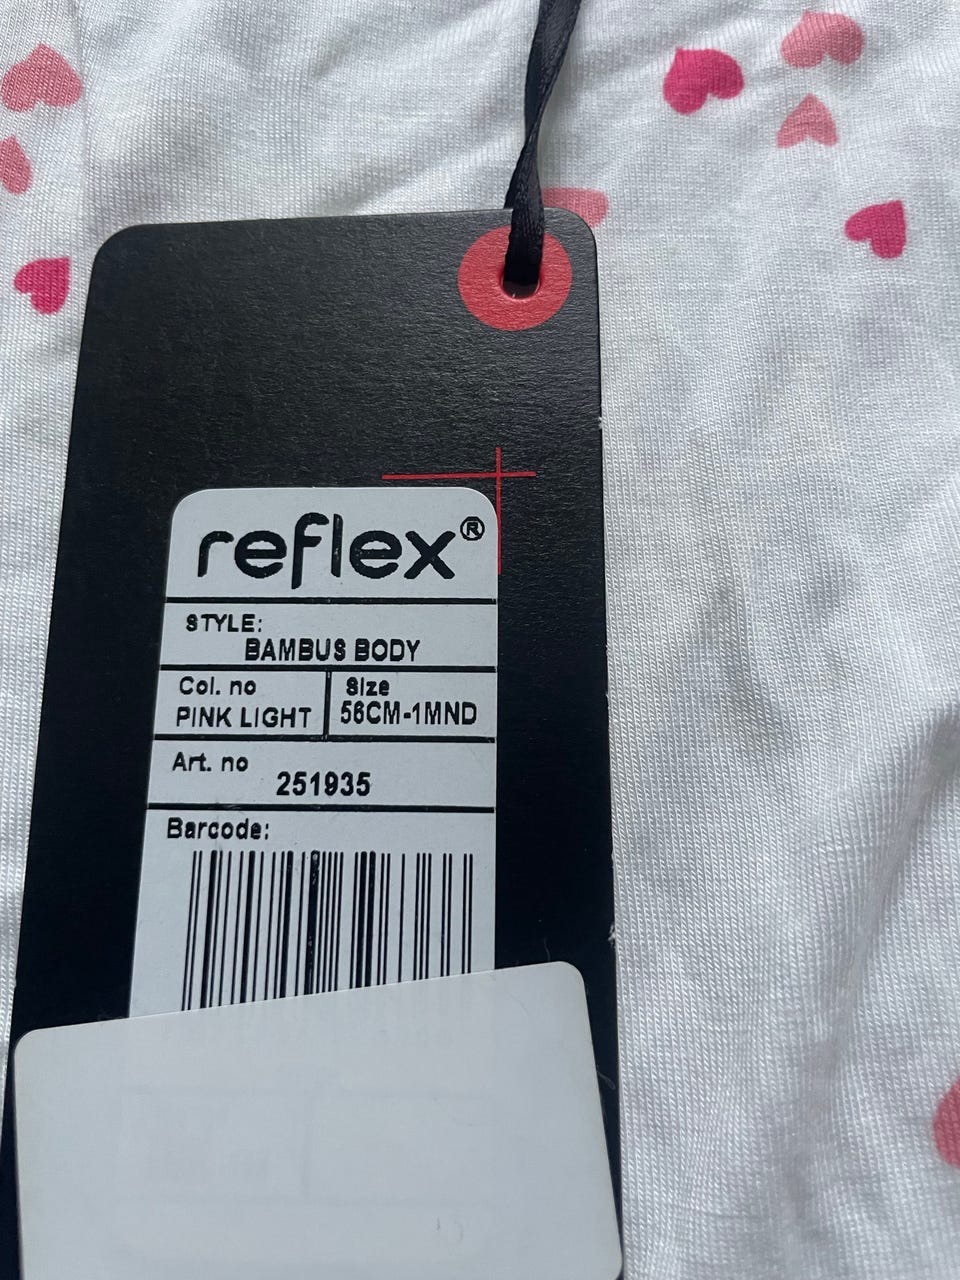 reflex®
STYLE:
BAMBUS BODY
Col. no
PINK LIGHT
Size
56CM-1MND
Art. no
251935
Barcode: